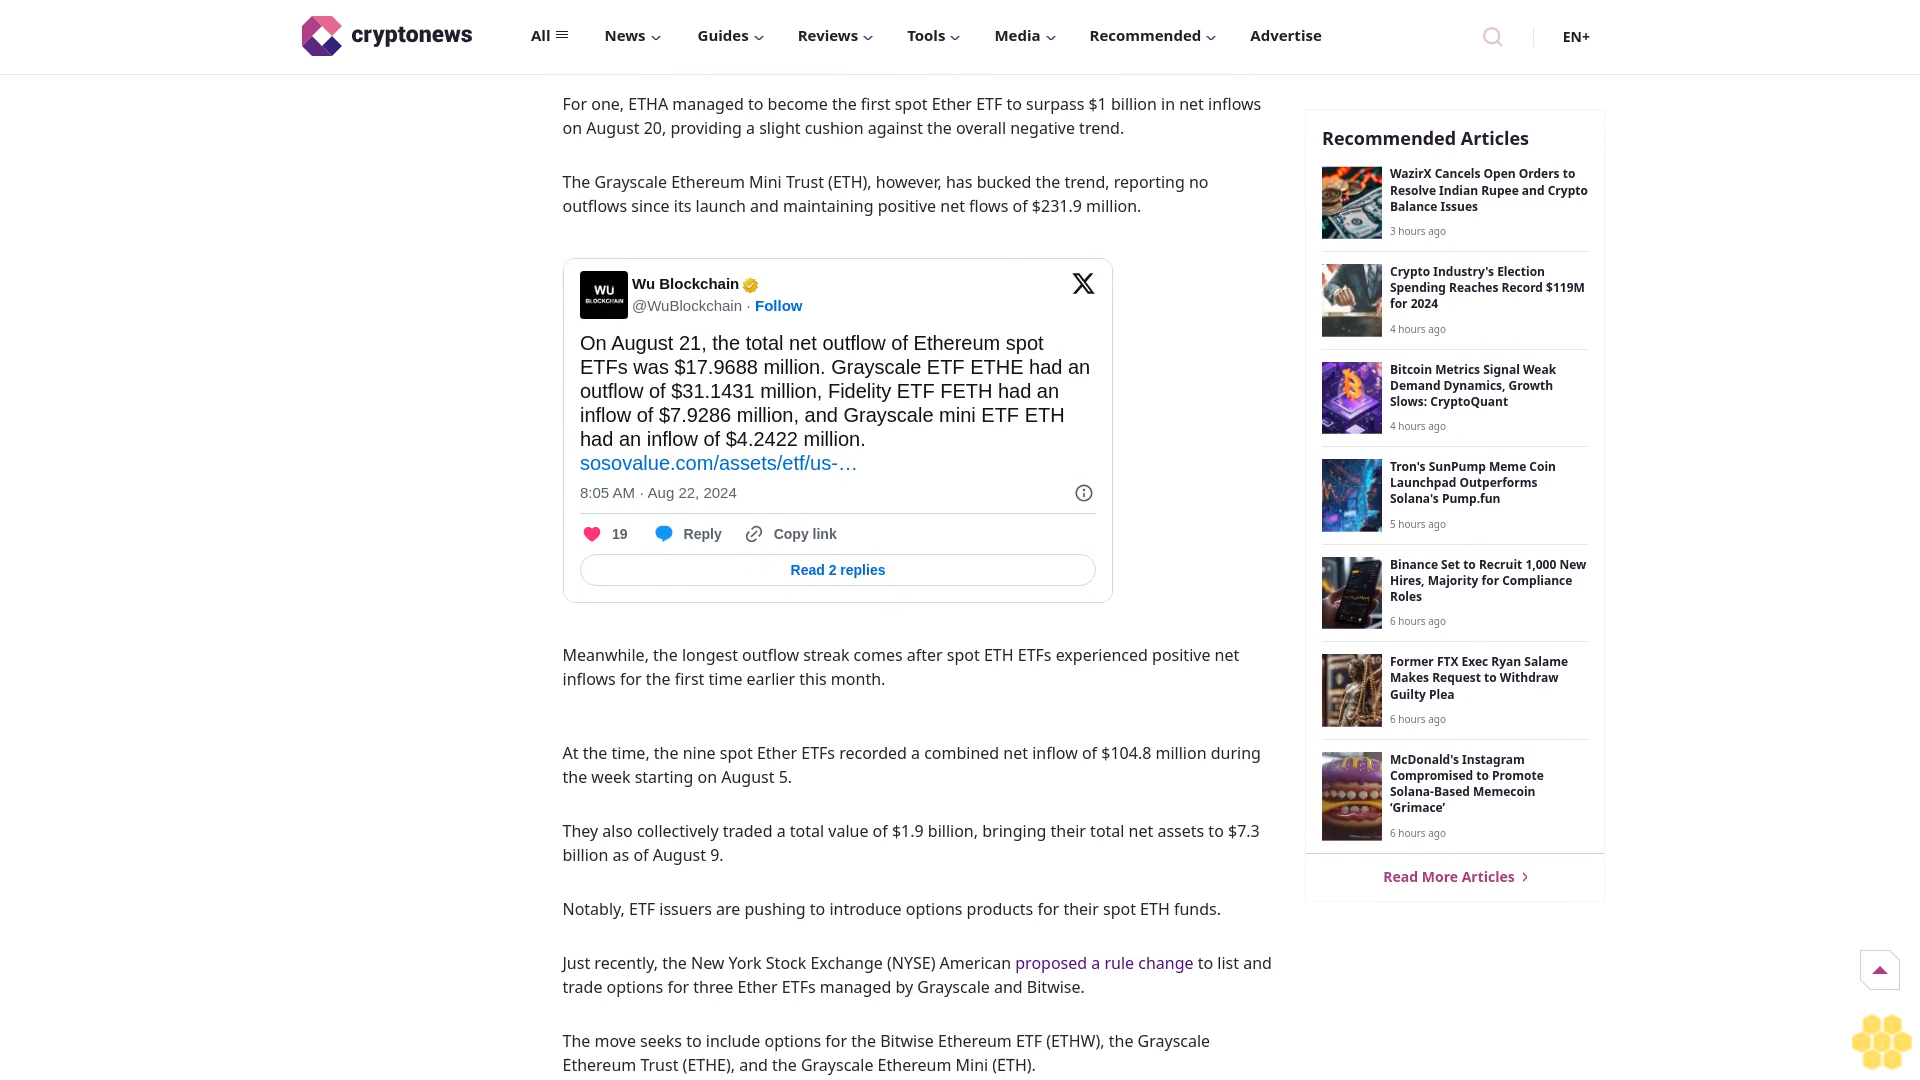 cryptonews
All
News
Guides
Reviews
Tools
Media
Recommended
Advertise
EN+
For one, ETHA managed to become the first spot Ether ETF to surpass $1 billion in net inflows
on August 20, providing a slight cushion against the overall negative trend.
The Grayscale Ethereum Mini Trust (ETH), however, has bucked the trend, reporting no
outflows since its launch and maintaining positive net flows of $231.9 million.
WU
BLOCKCHAIN
Wu Blockchain
@WuBlockchain · Follow
On August 21, the total net outflow of Ethereum spot
ETFs was $17.9688 million. Grayscale ETF ETHE had an
outflow of $31.1431 million, Fidelity ETF FETH had an
inflow of $7.9286 million, and Grayscale mini ETF ETH
had an inflow of $4.2422 million.
sosovalue.com/assets/etf/us-…
8:05 AM · Aug 22, 2024
19
Reply
Copy link
Read 2 replies
Meanwhile, the longest outflow streak comes after spot ETH ETFs experienced positive net
inflows for the first time earlier this month.
At the time, the nine spot Ether ETFs recorded a combined net inflow of $104.8 million during
the week starting on August 5.
They also collectively traded a total value of $1.9 billion, bringing their total net assets to $7.3
billion as of August 9.
Notably, ETF issuers are pushing to introduce options products for their spot ETH funds.
Just recently, the New York Stock Exchange (NYSE) American proposed a rule change to list and
trade options for three Ether ETFs managed by Grayscale and Bitwise.
The move seeks to include options for the Bitwise Ethereum ETF (ETHW), the Grayscale
Ethereum Trust (ETHE), and the Grayscale Ethereum Mini (ETH).
Recommended Articles
WazirX Cancels Open Orders to
Resolve Indian Rupee and Crypto
Balance Issues
3 hours ago
Crypto Industry's Election
Spending Reaches Record $119M
for 2024
4 hours ago
Bitcoin Metrics Signal Weak
Demand Dynamics, Growth
Slows: CryptoQuant
4 hours ago
Tron's SunPump Meme Coin
Launchpad Outperforms
Solana's Pump.fun
5 hours ago
Binance Set to Recruit 1,000 New
Hires, Majority for Compliance
Roles
6 hours ago
Former FTX Exec Ryan Salame
Makes Request to Withdraw
Guilty Plea
6 hours ago
McDonald's Instagram
Compromised to Promote
Solana-Based Memecoin
‘Grimace’
6 hours ago
Read More Articles